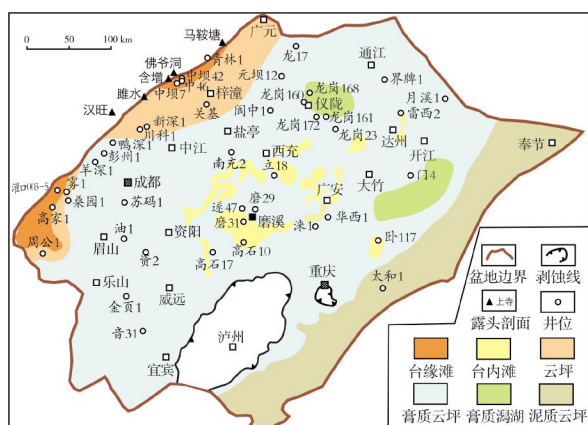 马鞍塘
广元
0 50 100 km
青林1
龙17
通江
佛爷洞
含增
中坝42
中46
中坝7
元坝12
界牌1
雎水
梓潼
龙岗168
龙岗160
仪陇
月溪1
汉旺
关基
阆中1
龙岗161
雷西2
新深1
川科1
盐亭
龙岗172
龙岗23
达州
奉节
鸭深1
中江
西充
开江
彭州1
南充2
立18
羊深1
成都
广安
大竹
门4
灌口003-5
雾1
桑园1
苏码1
遂47
磨29
高家1
磨31
磨溪
华西1
周公1
油1
资阳
涞1
卧117
眉山
资2
高石17
高石10
重庆
太和1
乐山
威远
金页1
音31
泸州
宜宾
盆地边界
剥蚀线
上寺
露头剖面
井位
台缘滩
台内滩
云坪
膏质云坪
膏质潟湖
泥质云坪